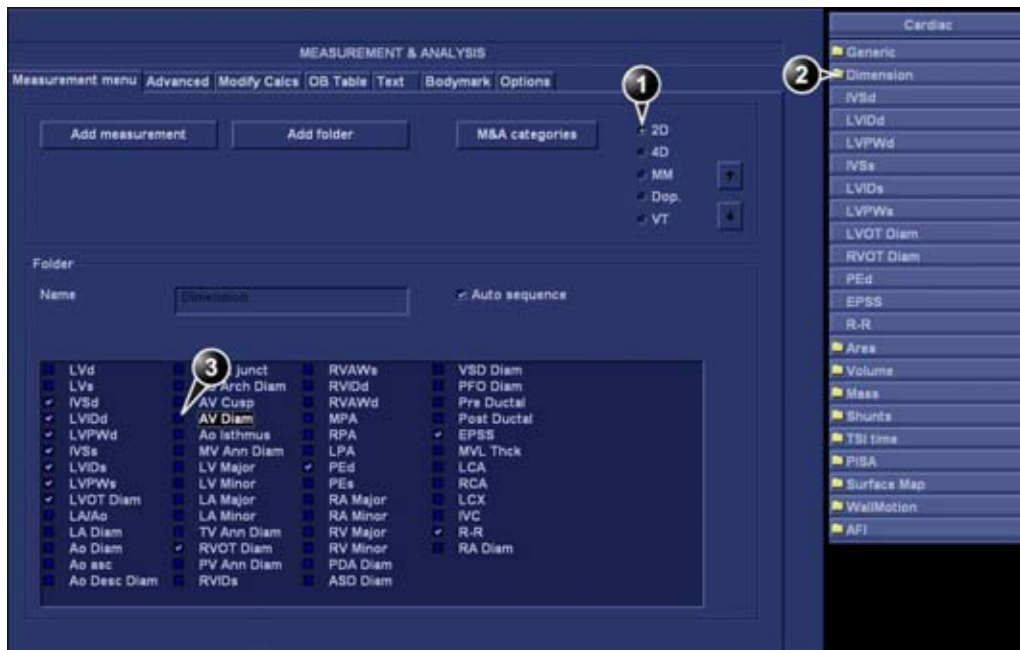 Cardiac
MEASUREMENT & ANALYSIS
Measurement menu Advanced Modify Calcs OB Table Text Bodymark Options
Add measurement Add folder M&A categories
1
2D
4D
MM
Dop.
VT
Folder
Name Dimension Auto sequence
3
LVd junct RVAWs VSD Diam
LVs Arch Diam RVIDd PFO Diam
IVSd AV Cusp RVAWd Pre Ductal
LVIDd AV Diam MPA Post Ductal
LVPWd Ao Isthmus RPA EPSS
IVSs MV Ann Diam LPA MVL Thck
LVIDs LV Major PEd LCA
LVPWs LV Minor PEs RCA
LVOT Diam LA Major RA Major LCX
LA/Ao LA Minor RA Minor IVC
LA Diam TV Ann Diam RV Major R-R
Ao Diam RVOT Diam RV Minor RA Diam
Ao asc PV Ann Diam PDA Diam
Ao Desc Diam RVIDs ASD Diam
Generic
2
Dimension
IVSd
LVIDd
LVPWd
IVSs
LVIDs
LVPWs
LVOT Diam
RVOT Diam
PEd
EPSS
R-R
Area
Volume
Mass
Shunts
TSI time
PISA
Surface Map
WallMotion
AFI